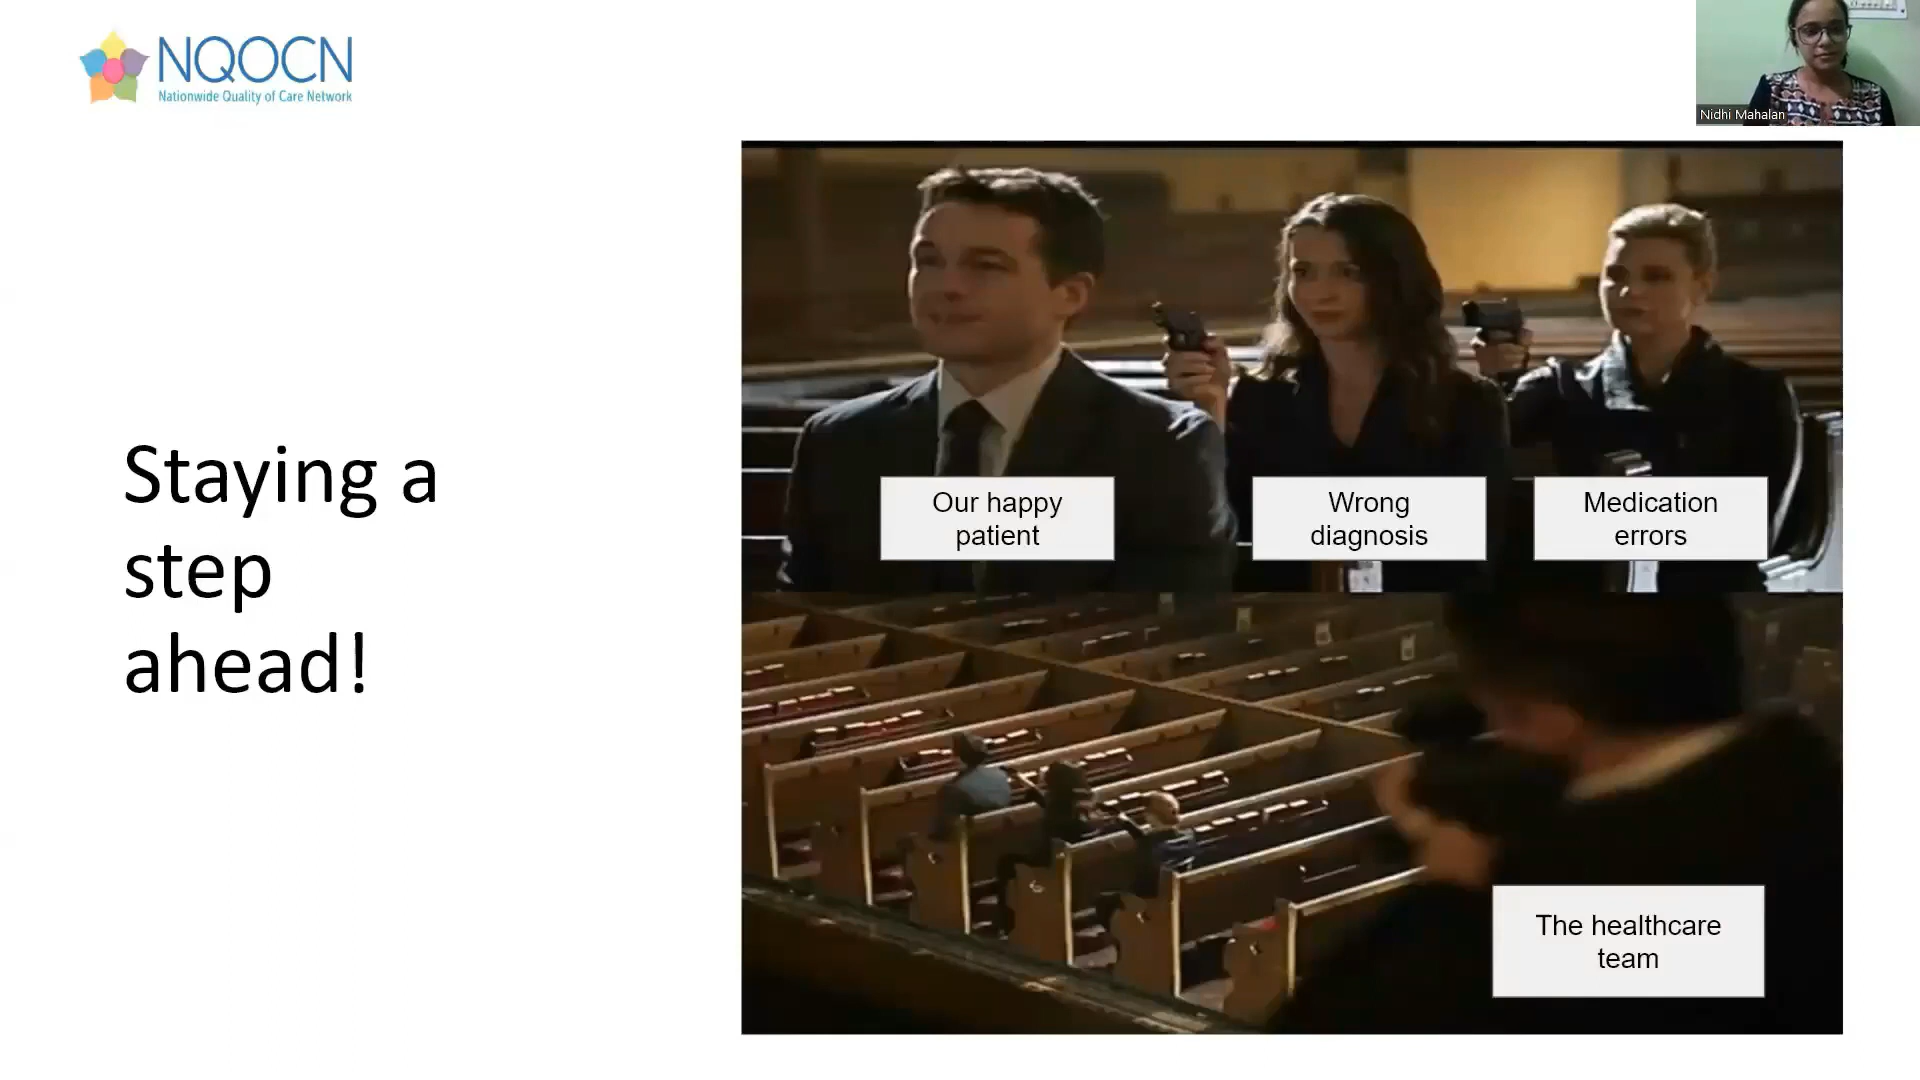 NQOCN
Nationwide Quality of Care Network
Nidhi Mahalan
Staying a
step
ahead!
Our happy
patient
Wrong
diagnosis
Medication
errors
The healthcare
team